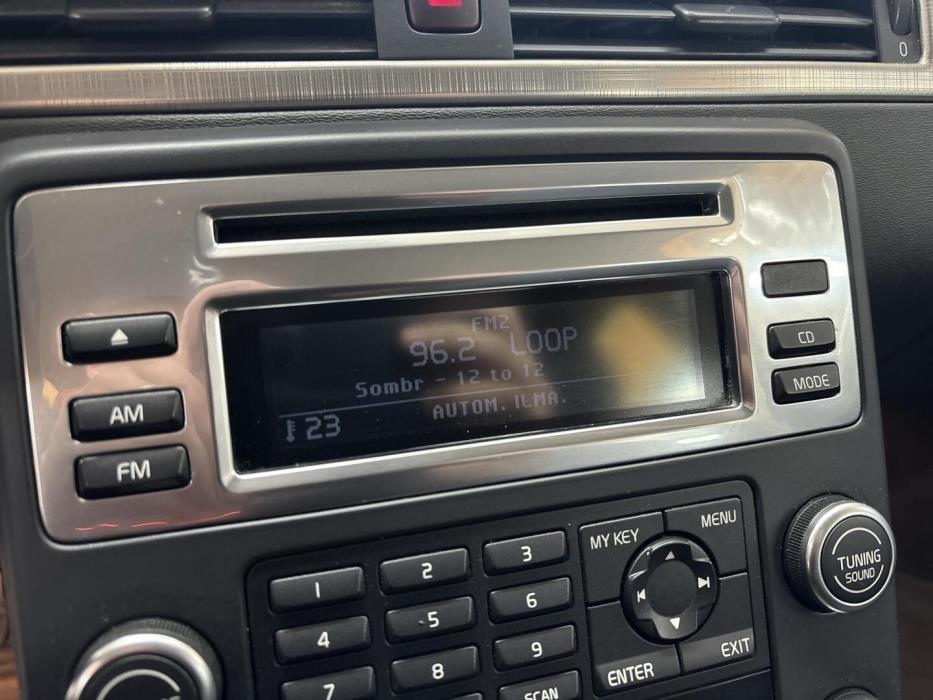 0
FM2
96.2 LOOP
Sombr - 12 to 12
AUTOM. ILMA.
23
AM
FM
CD
MODE
1
2
3
4
5
6
7
8
9
SCAN
MY KEY
MENU
ENTER
EXIT
TUNING
SOUND